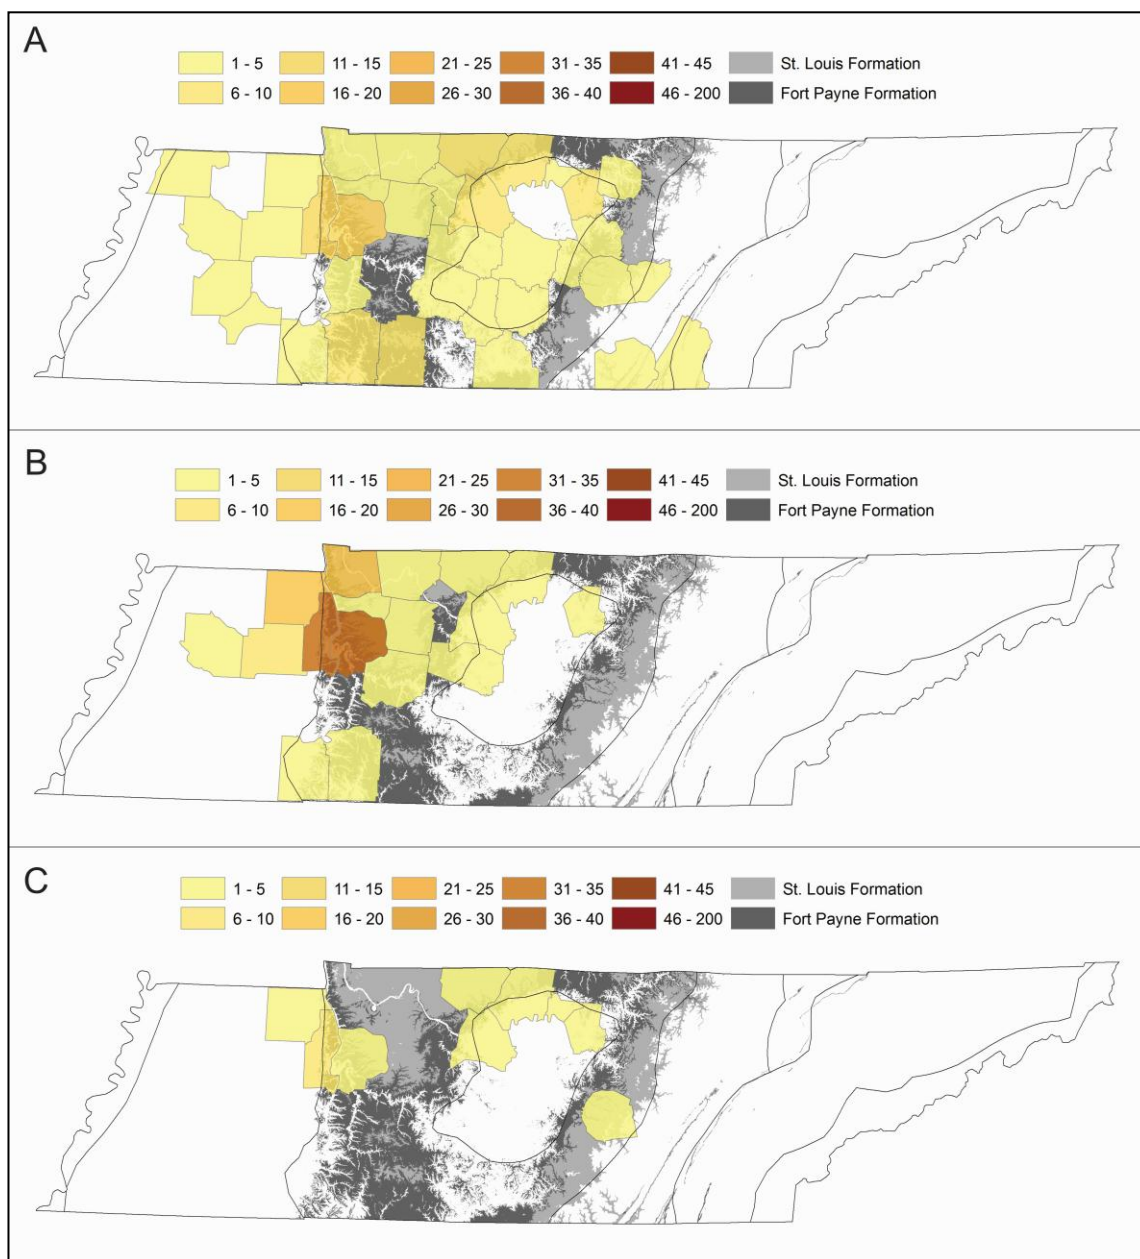 A
1 - 5 11 - 15 21 - 25 31 - 35 41 - 45 St. Louis Formation
6 - 10 16 - 20 26 - 30 36 - 40 46 - 200 Fort Payne Formation
B
1 - 5 11 - 15 21 - 25 31 - 35 41 - 45 St. Louis Formation
6 - 10 16 - 20 26 - 30 36 - 40 46 - 200 Fort Payne Formation
C
1 - 5 11 - 15 21 - 25 31 - 35 41 - 45 St. Louis Formation
6 - 10 16 - 20 26 - 30 36 - 40 46 - 200 Fort Payne Formation